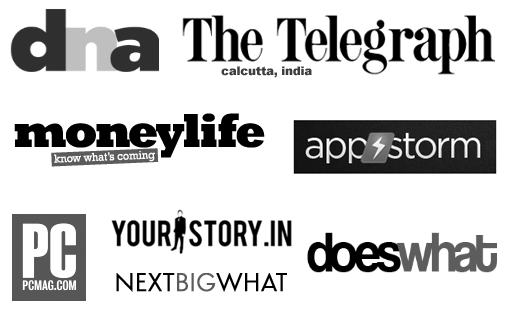 dna
The Telegraph
calcutta, india
moneylife
know what's coming
appstorm
PC
PCMAG.COM
YOURSTORY.IN
NEXTBIGWHAT
doeswhat